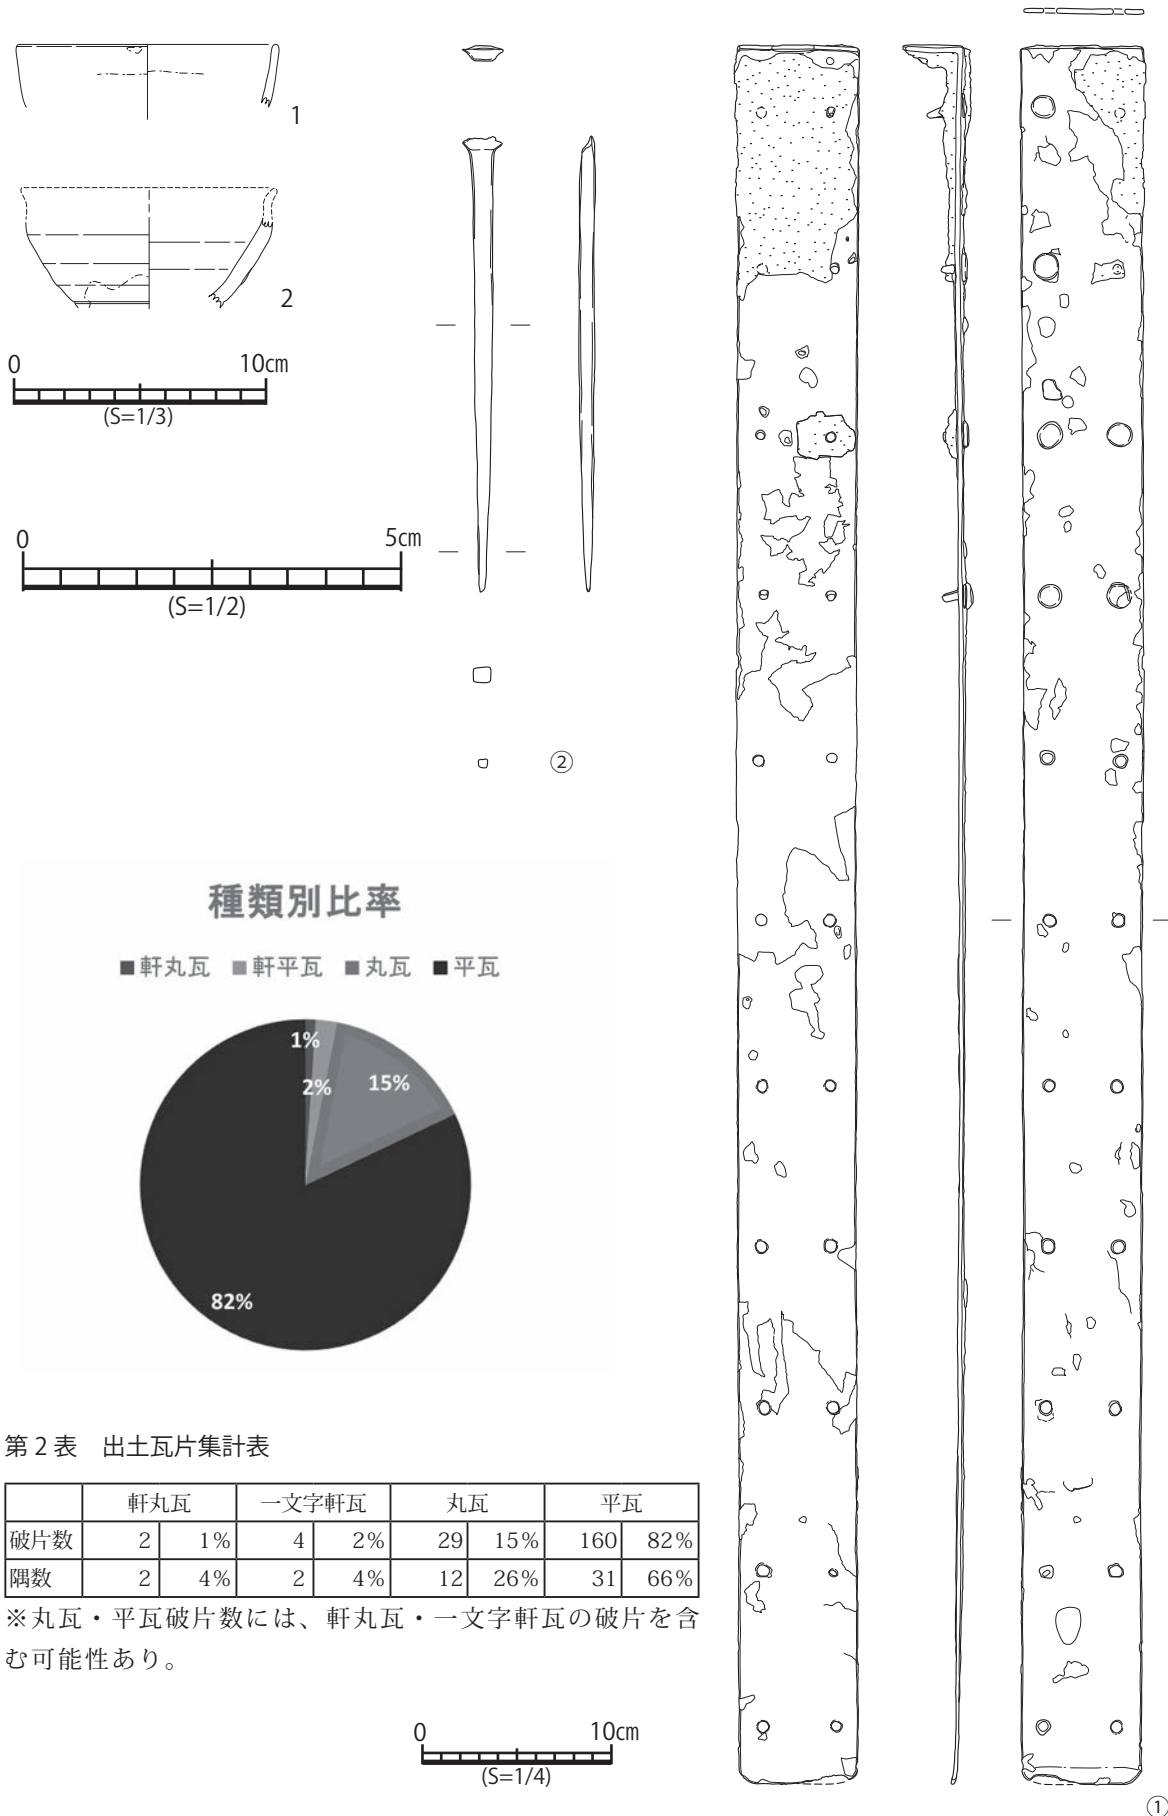 1
2
0 10cm
(S=1/3)
0 5cm
(S=1/2)
②
種類別比率
■軒丸瓦 ■軒平瓦 ■丸瓦 ■平瓦
1%
2% 15%
82%
第2表 出土瓦片集計表
軒丸瓦 一文字軒瓦 丸瓦 平瓦
破片数 2 1% 4 2% 29 15% 160 82%
隅数 2 4% 2 4% 12 26% 31 66%
※丸瓦・平瓦破片数には、軒丸瓦・一文字軒瓦の破片を含
む可能性あり。
0 10cm
(S=1/4)
①